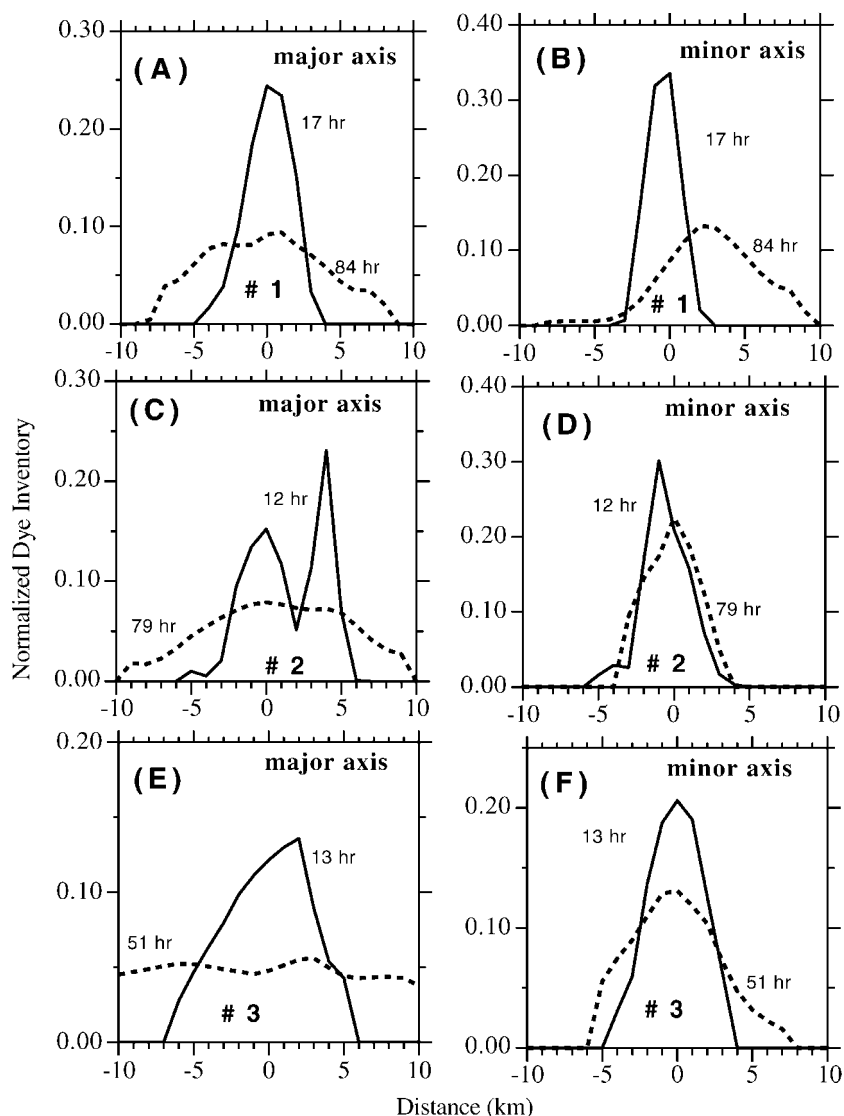 0.30
(A)
major axis
17 hr
0.20
0.10
84 hr
# 1
0.00
-10 -5 0 5 10
0.40
(B)
minor axis
0.30
17 hr
0.20
0.10
84 hr
# 1
0.00
-10 -5 0 5 10
0.30
(C)
major axis
0.20
12 hr
0.10
79 hr
# 2
0.00
-10 -5 0 5 10
0.40
(D)
minor axis
0.30
12 hr
0.20
0.10
79 hr
# 2
0.00
-10 -5 0 5 10
0.20
(E)
major axis
13 hr
0.10
51 hr
# 3
0.00
-10 -5 0 5 10
(F)
minor axis
0.20
13 hr
0.10
51 hr
# 3
0.00
-10 -5 0 5 10
Normalized Dye Inventory
Distance (km)